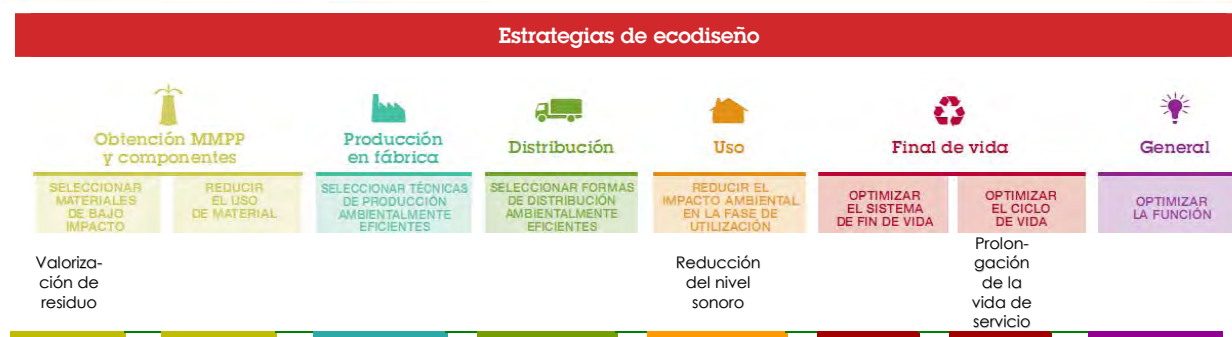 Estrategias de ecodiseño
Obtención MMPP
y componentes
Producción
en fábrica
Distribución
Uso
Final de vida
General
SELECCIONAR
MATERIALES
DE BAJO
IMPACTO
REDUCIR
EL USO
DE MATERIAL
SELECCIONAR TÉCNICAS
DE PRODUCCIÓN
AMBIENTALMENTE
EFICIENTES
SELECCIONAR FORMAS
DE DISTRIBUCIÓN
AMBIENTALMENTE
EFICIENTES
REDUCIR EL
IMPACTO AMBIENTAL
EN LA FASE DE
UTILIZACIÓN
OPTIMIZAR
EL SISTEMA
DE FIN DE VIDA
OPTIMIZAR
EL CICLO
DE VIDA
OPTIMIZAR
LA FUNCIÓN
Valoriza-
ción de
residuo
Reducción
del nivel
sonoro
Prolon-
gación
de la
vida de
servicio